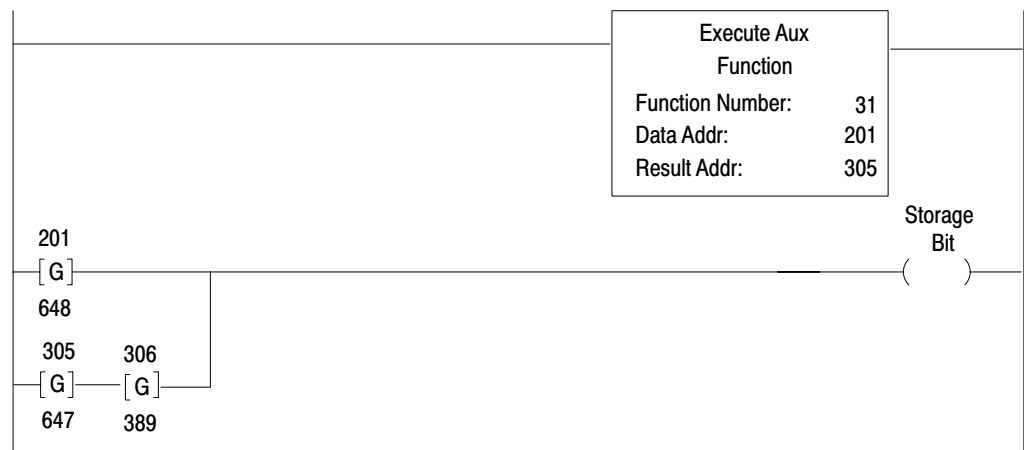 Execute Aux
Function
Function Number: 31
Data Addr: 201
Result Addr: 305
Storage
Bit
201
G
648
305 306
G G
647 389